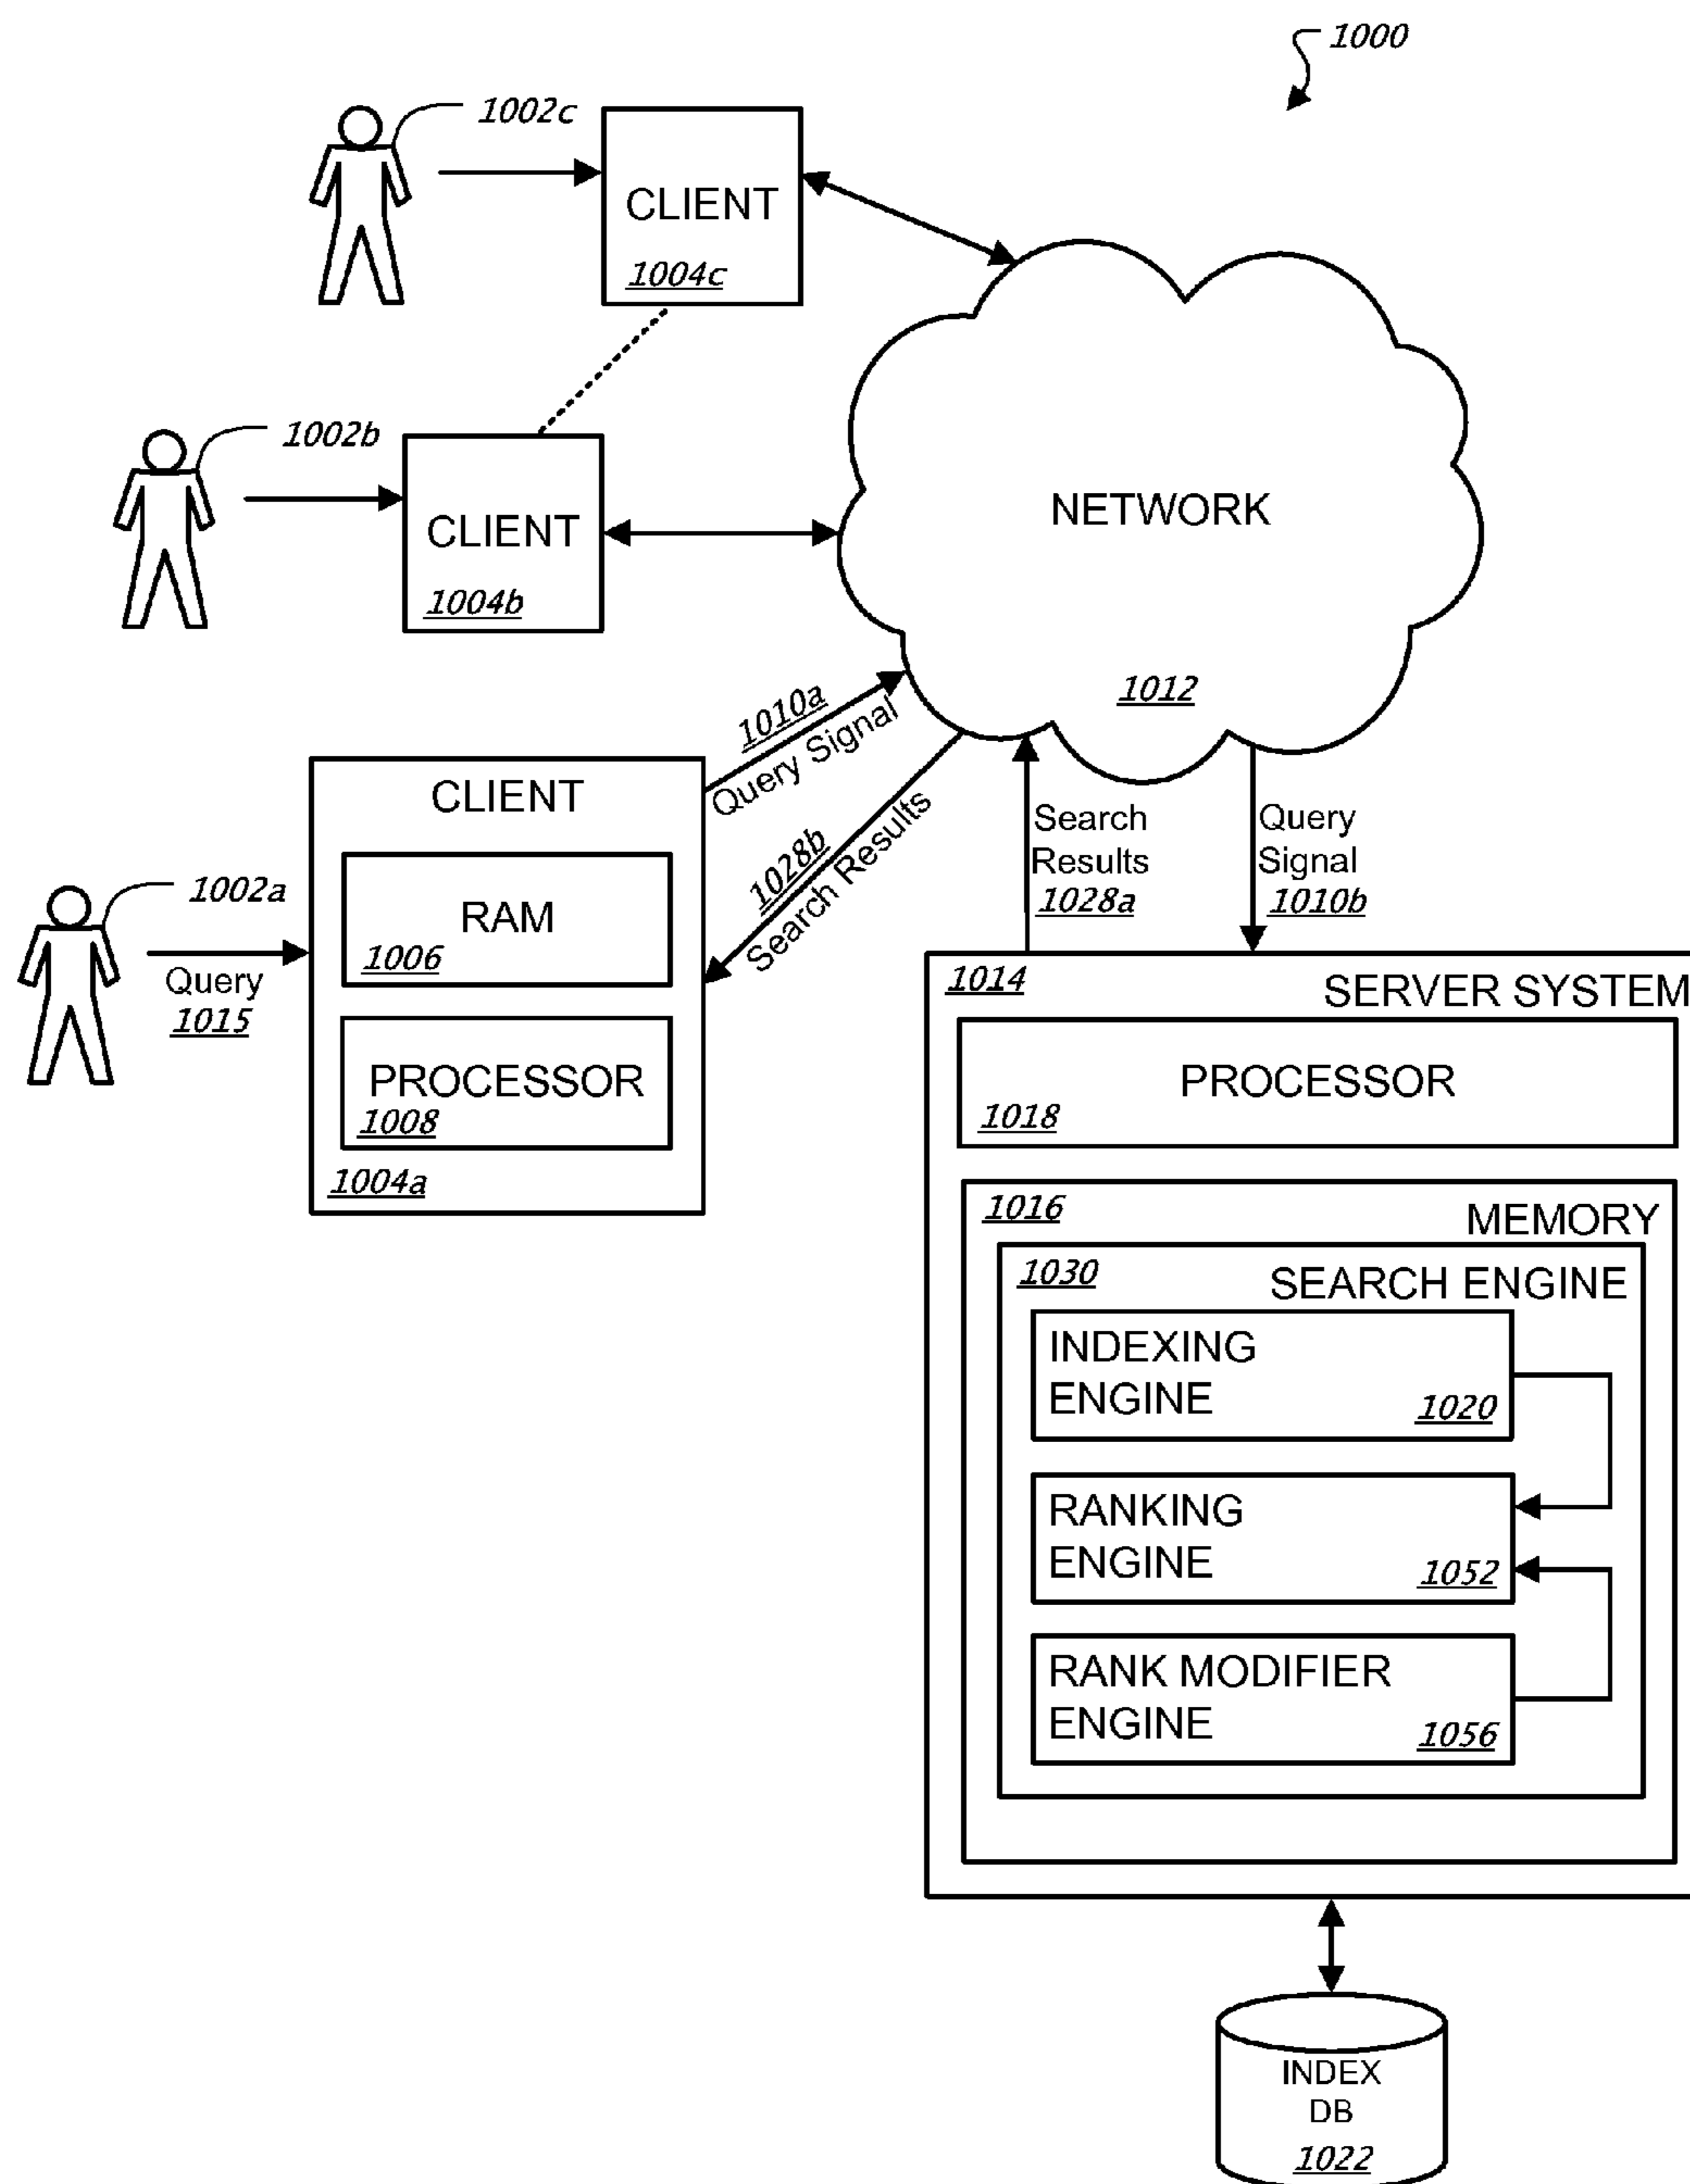 1000
1002c
CLIENT
1004c
1002b
CLIENT
1004b
NETWORK
1012
1010a
Query Signal
1028b
Search Results
Search
Results
1028a
Query
Signal
1010b
1002a
Query
1015
CLIENT
RAM
1006
PROCESSOR
1008
1004a
1014
SERVER SYSTEM
PROCESSOR
1018
1016
MEMORY
1030
SEARCH ENGINE
INDEXING
ENGINE
1020
RANKING
ENGINE
1052
RANK MODIFIER
ENGINE
1056
INDEX
DB
1022